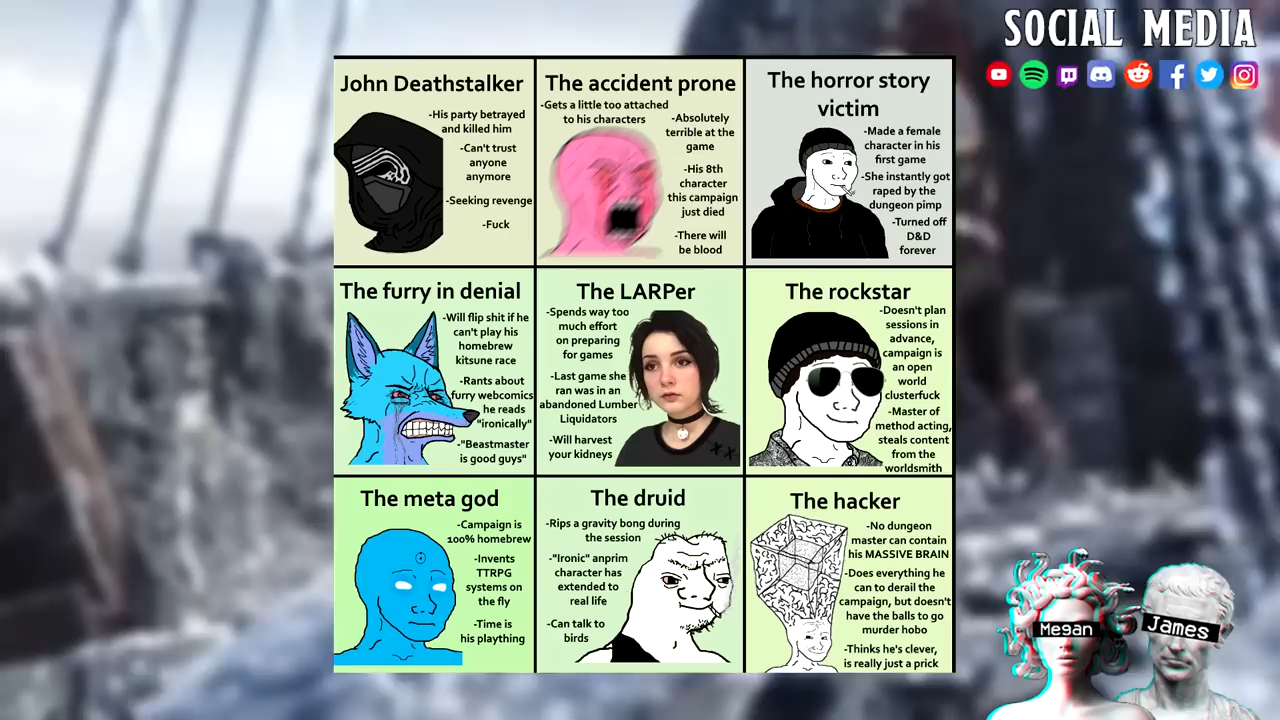 SOCIAL MEDIA
John Deathstalker
-His party betrayed
and killed him
-Can't trust
anyone
anymore
-Seeking revenge
-Fuck
The accident prone
-Gets a little too attached
to his characters
-Absolutely
terrible at the
game
-His 8th
character
this campaign
just died
-There will
be blood
The horror story
victim
-Made a female
character in his
first game
-She instantly got
raped by the
dungeon pimp
-Turned off
D&D
forever
The furry in denial
-Will flip shit if he
can't play his
homebrew
kitsune race
-Rants about
furry webcomics
he reads
"ironically"
-"Beastmaster
is good guys"
The LARPer
-Spends way too
much effort
on preparing
for games
-Last game she
ran was in an
abandoned Lumber
Liquidators
-Will harvest
your kidneys
The rockstar
-Doesn't plan
sessions in
advance,
campaign is
an open
world
clusterfuck
-Master of
method acting,
steals content
from the
worldsmith
The meta god
-Campaign is
100% homebrew
-Invents
TTRPG
systems on
the fly
-Time is
his plaything
The druid
-Rips a gravity bong during
the session
-"Ironic" anprim
character has
extended to
real life
-Can talk to
birds
The hacker
-No dungeon
master can contain
his MASSIVE BRAIN
-Does everything he
can to derail the
campaign, but doesn't
have the balls to go
murder hobo
-Thinks he's clever,
is really just a prick
Megan
James